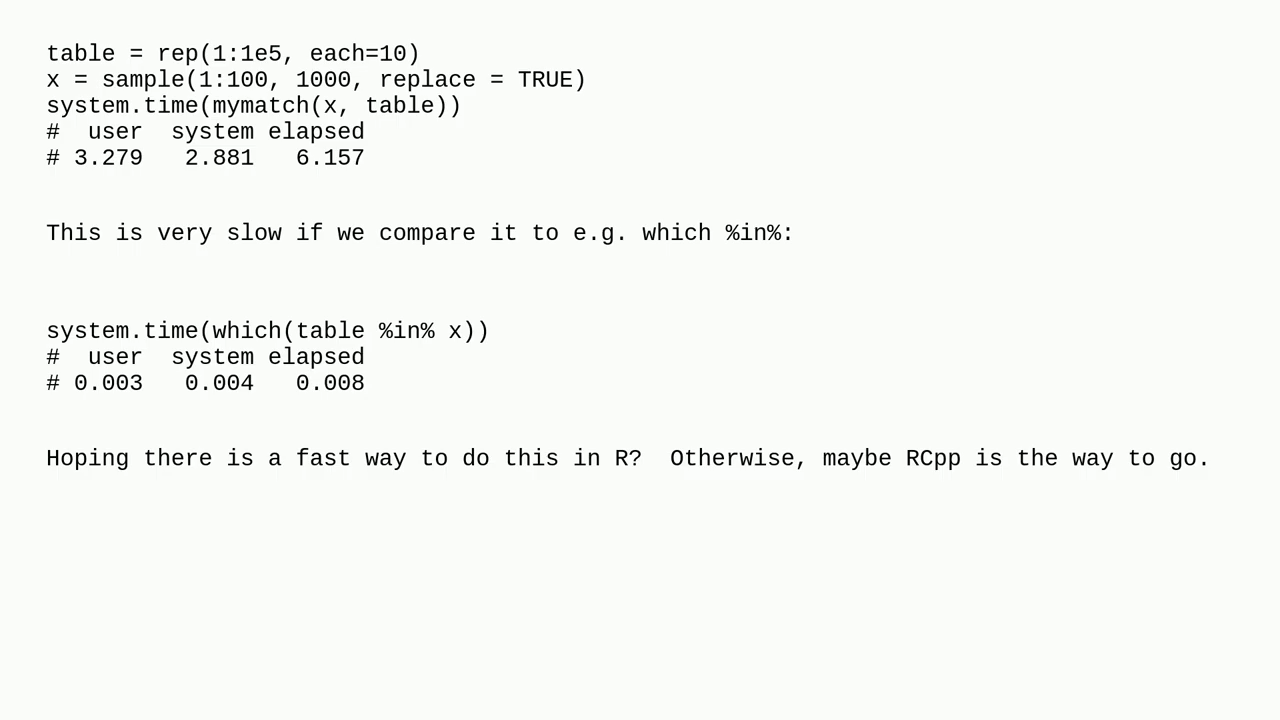 table = rep(1:1e5, each=10)
x = sample(1:100, 1000, replace = TRUE)
system.time(mymatch(x, table))
#  user  system elapsed
# 3.279   2.881   6.157
This is very slow if we compare it to e.g. which %in%:
system.time(which(table %in% x))
#  user  system elapsed
# 0.003   0.004   0.008
Hoping there is a fast way to do this in R?  Otherwise, maybe RCpp is the way to go.